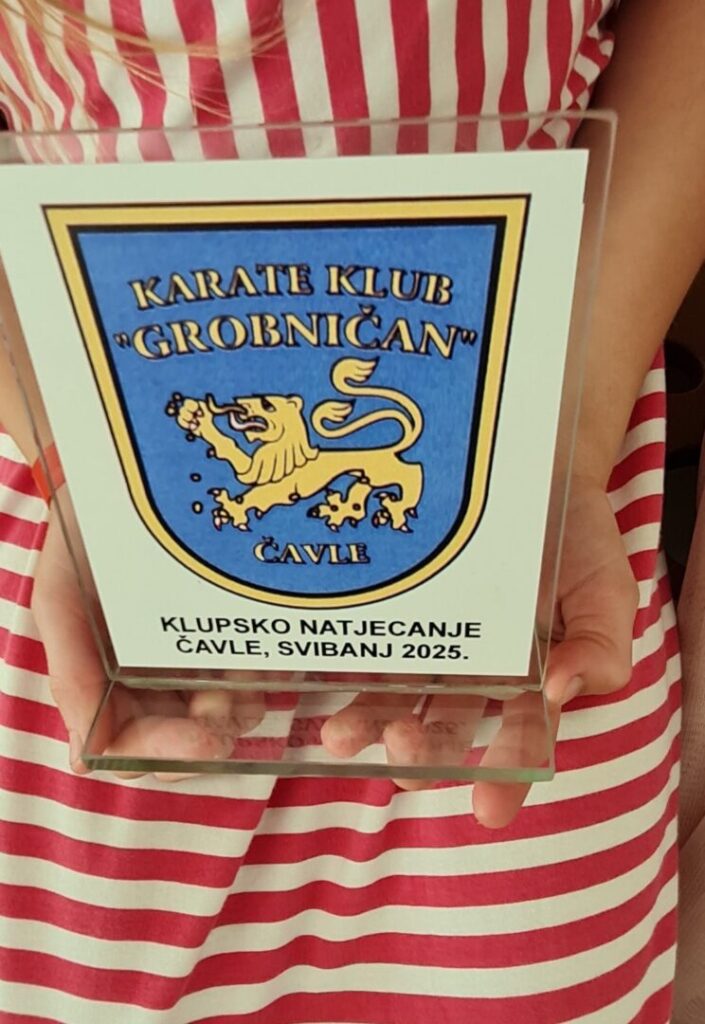 KARATE KLUB
"GROBNIČAN"
ČAVLE
KLUPSKO NATJECANJE
ČAVLE, SVIBANJ 2025.